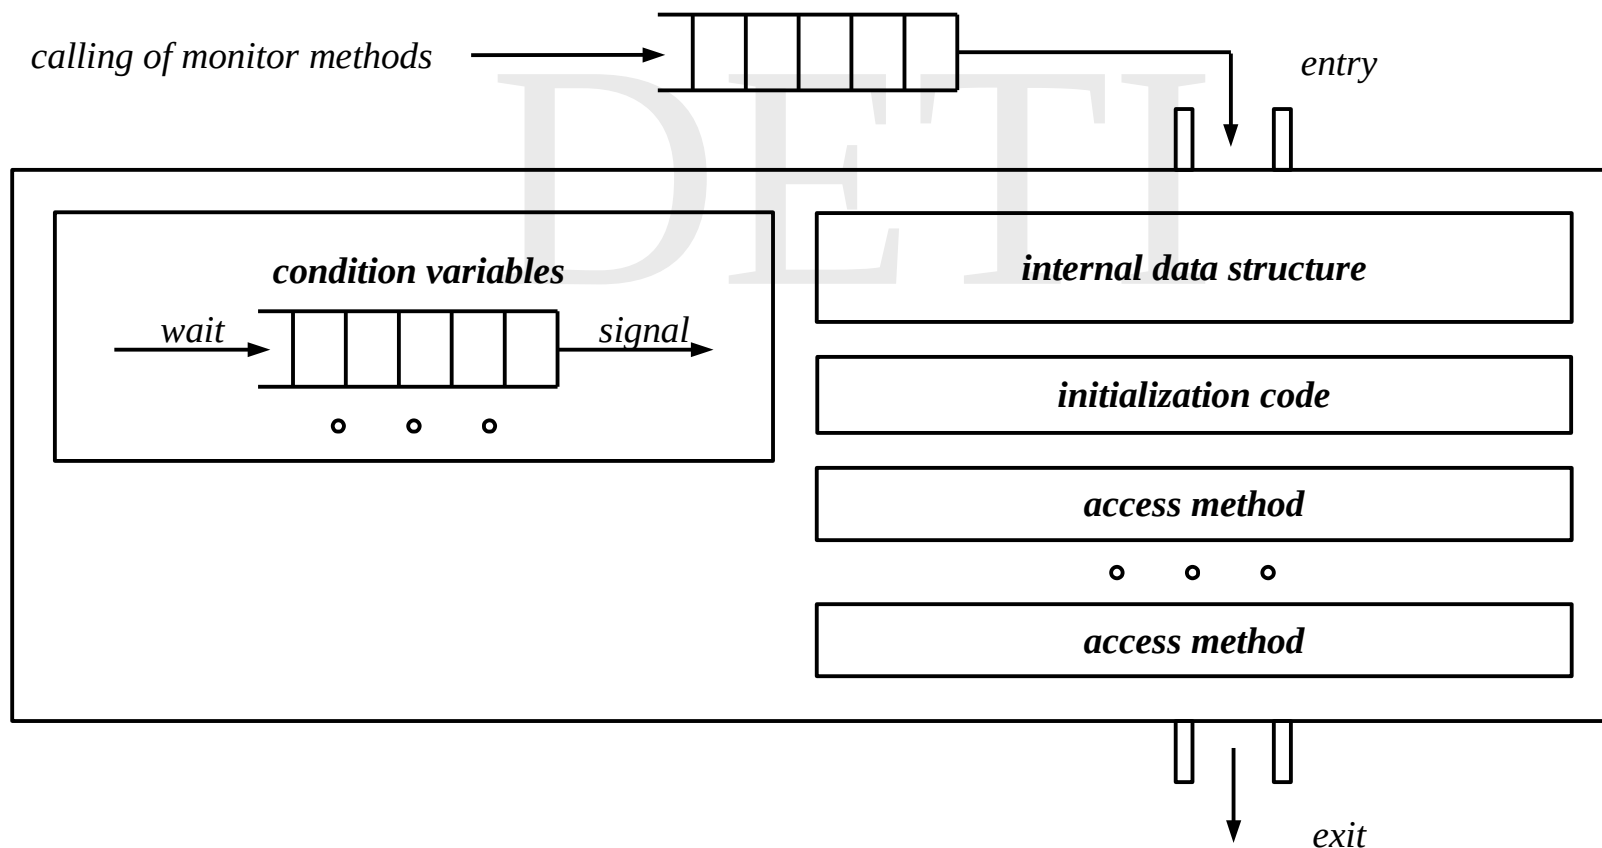 calling of monitor methods
entry
DETI
condition variables
wait
signal
internal data structure
initialization code
access method
access method
exit